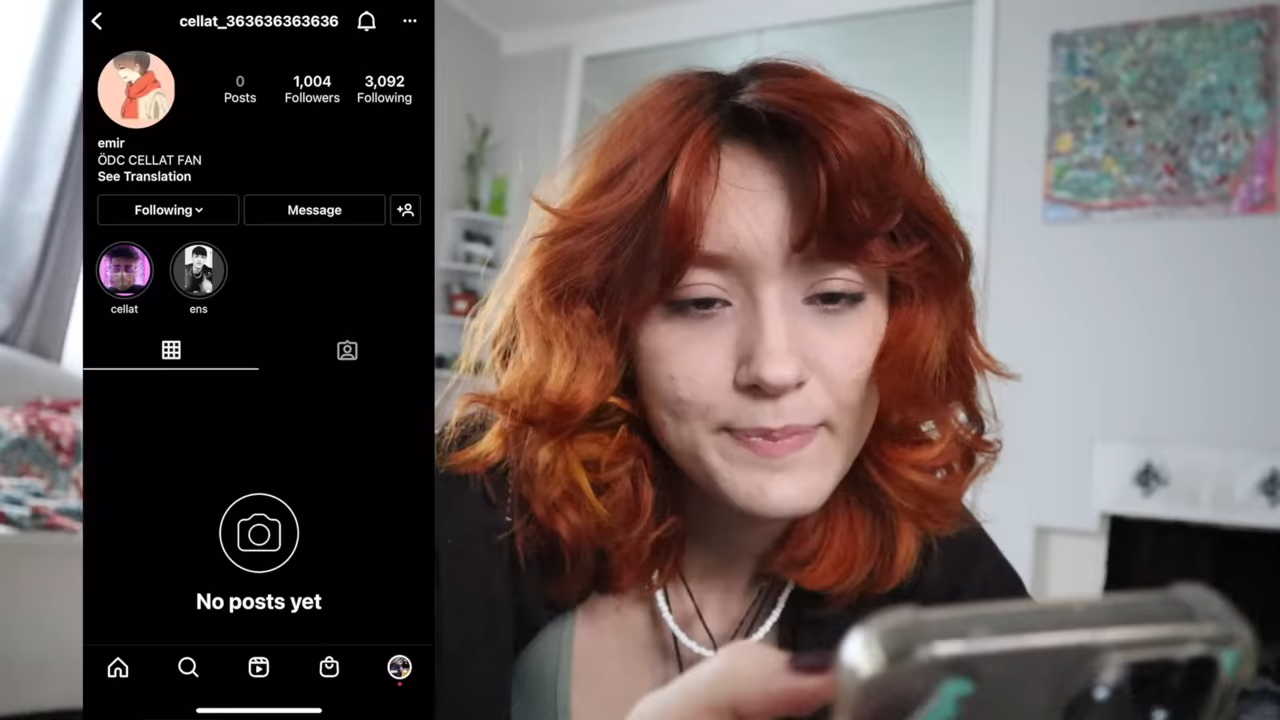 cellat_363636363636
0 1,004 3,092
Posts Followers Following
emir
ÖDC CELLAT FAN
See Translation
Following Message
cellat ens
No posts yet